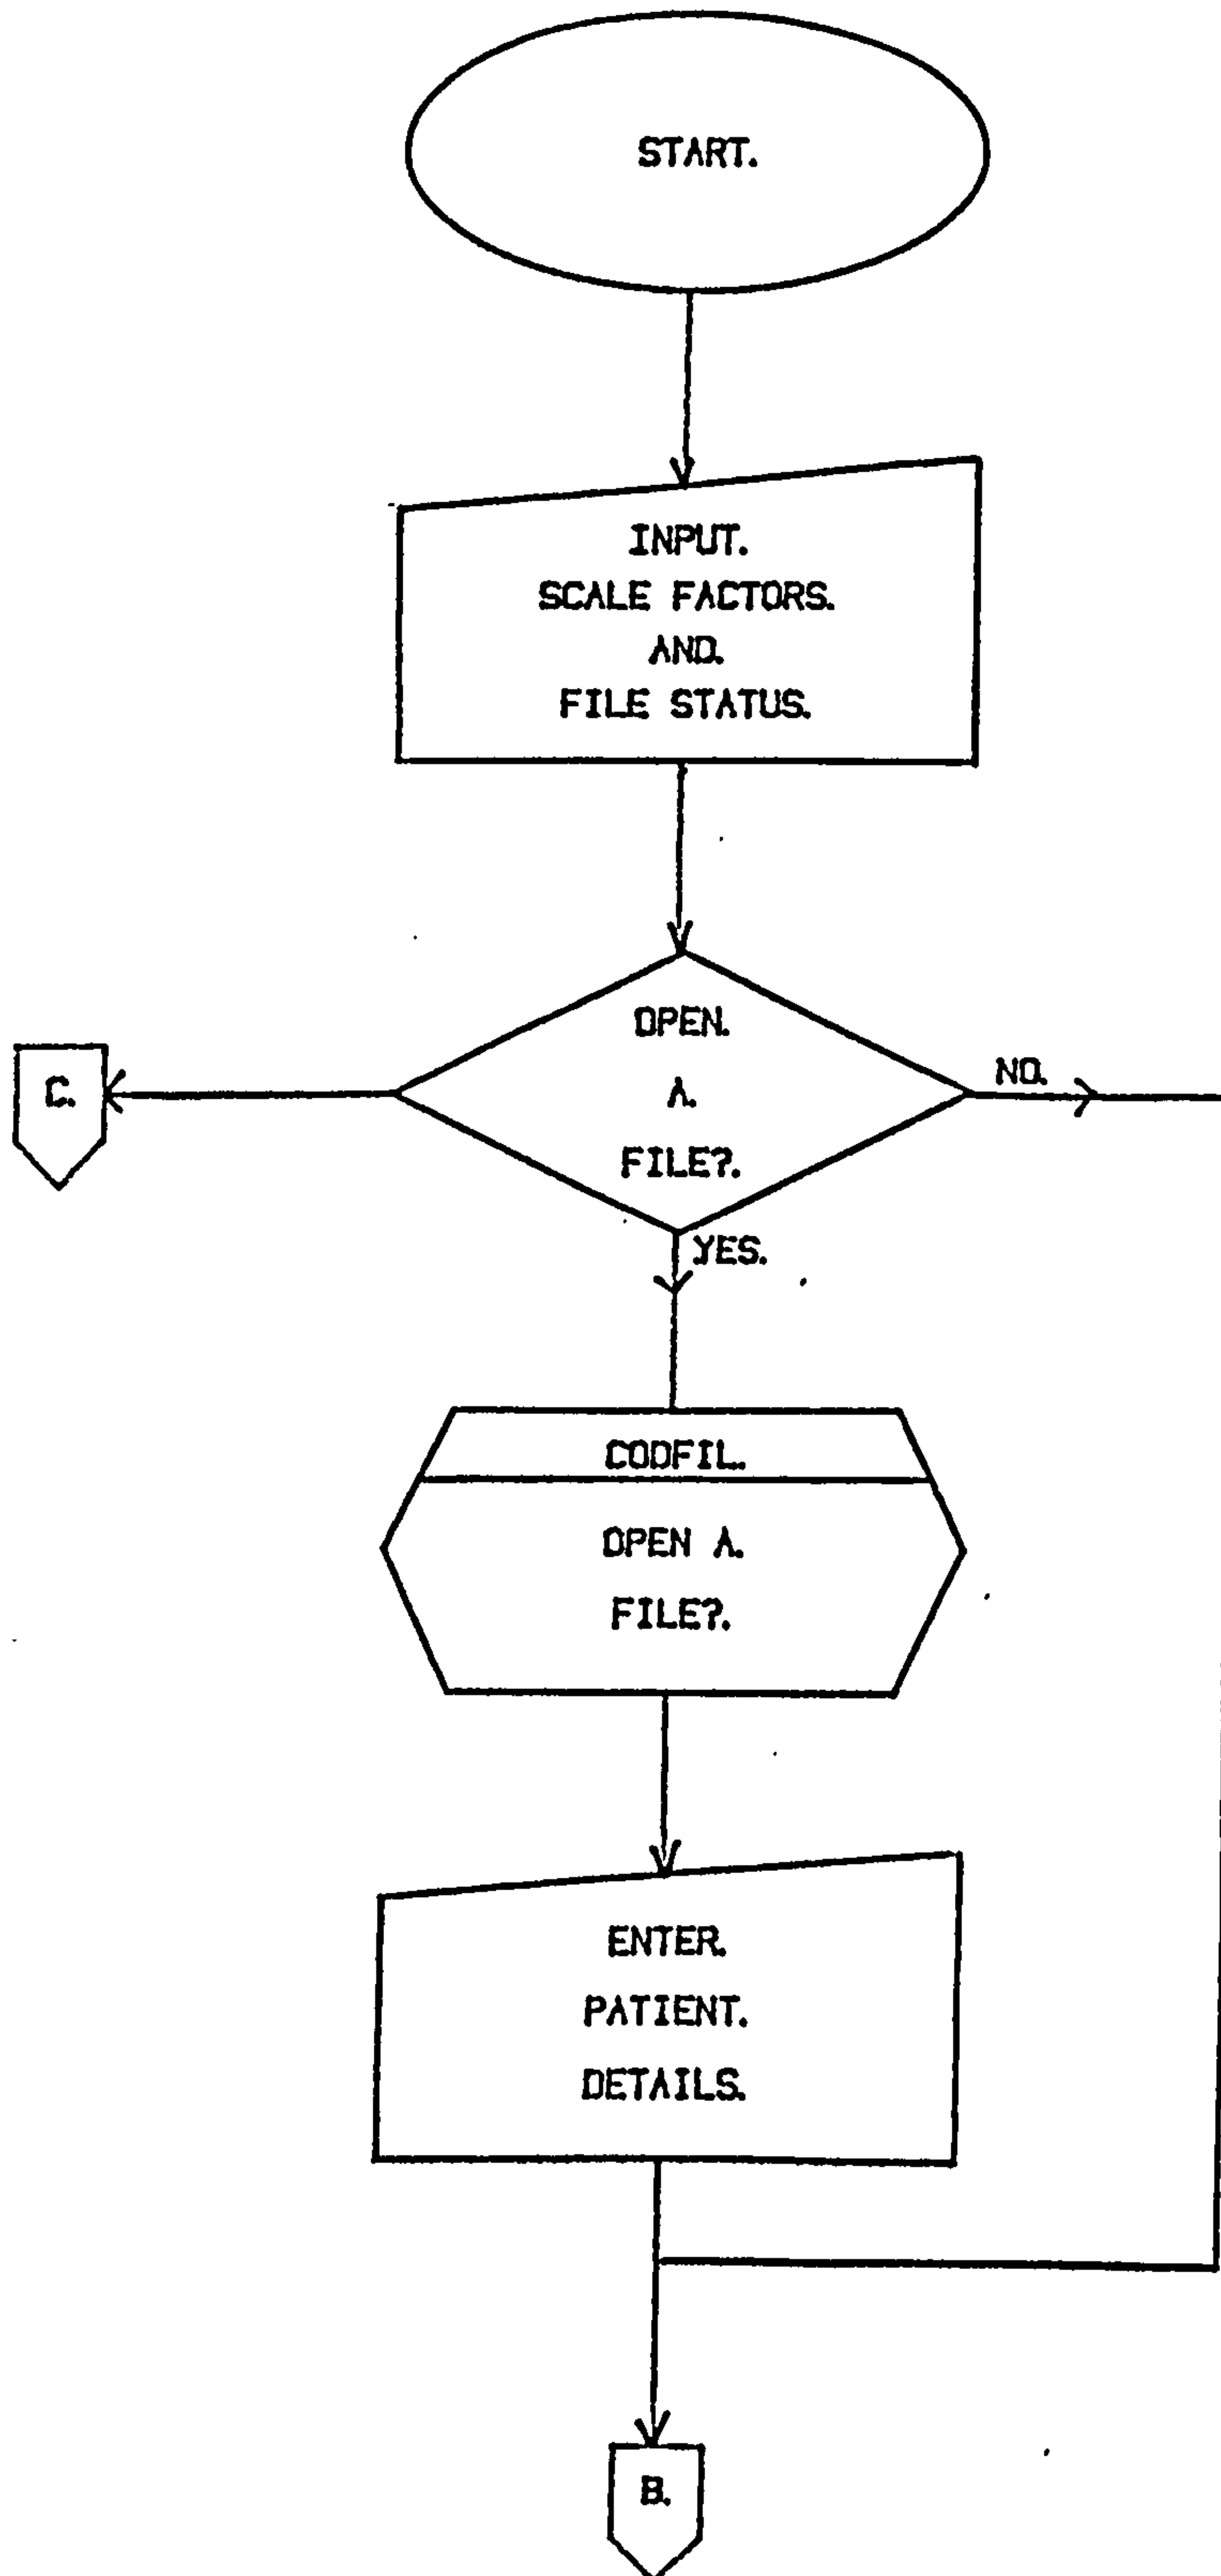 START.
INPUT.
SCALE FACTORS.
AND.
FILE STATUS.
OPEN.
A.
FILE?.
C.
NO.
YES.
CODFIL.
OPEN A.
FILE?.
ENTER.
PATIENT.
DETAILS.
B.